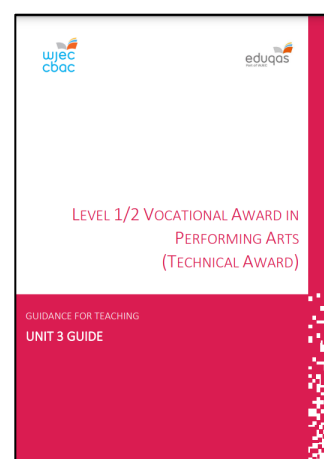 wjec
cbac
eduqas
LEVEL 1/2 VOCATIONAL AWARD IN
PERFORMING ARTS
(TECHNICAL AWARD)
GUIDANCE FOR TEACHING
UNIT 3 GUIDE